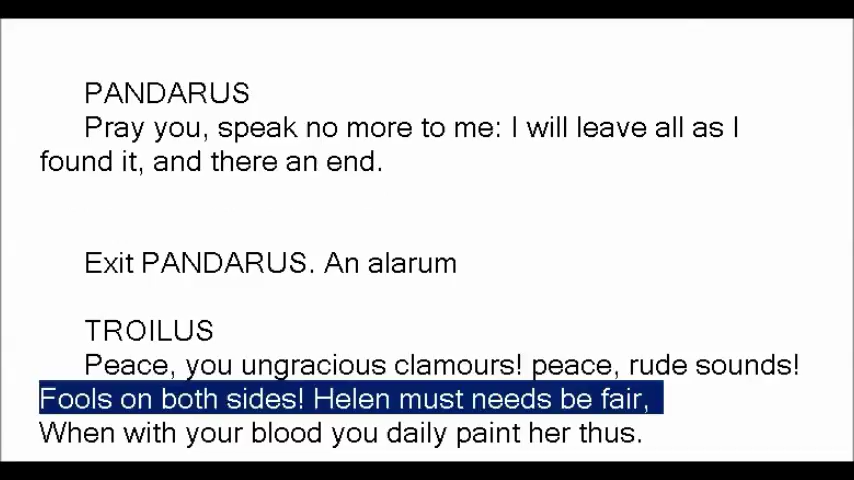 PANDARUS
Pray you, speak no more to me: I will leave all as I
found it, and there an end.
Exit PANDARUS. An alarum
TROILUS
Peace, you ungracious clamours! peace, rude sounds!
Fools on both sides! Helen must needs be fair,
When with your blood you daily paint her thus.